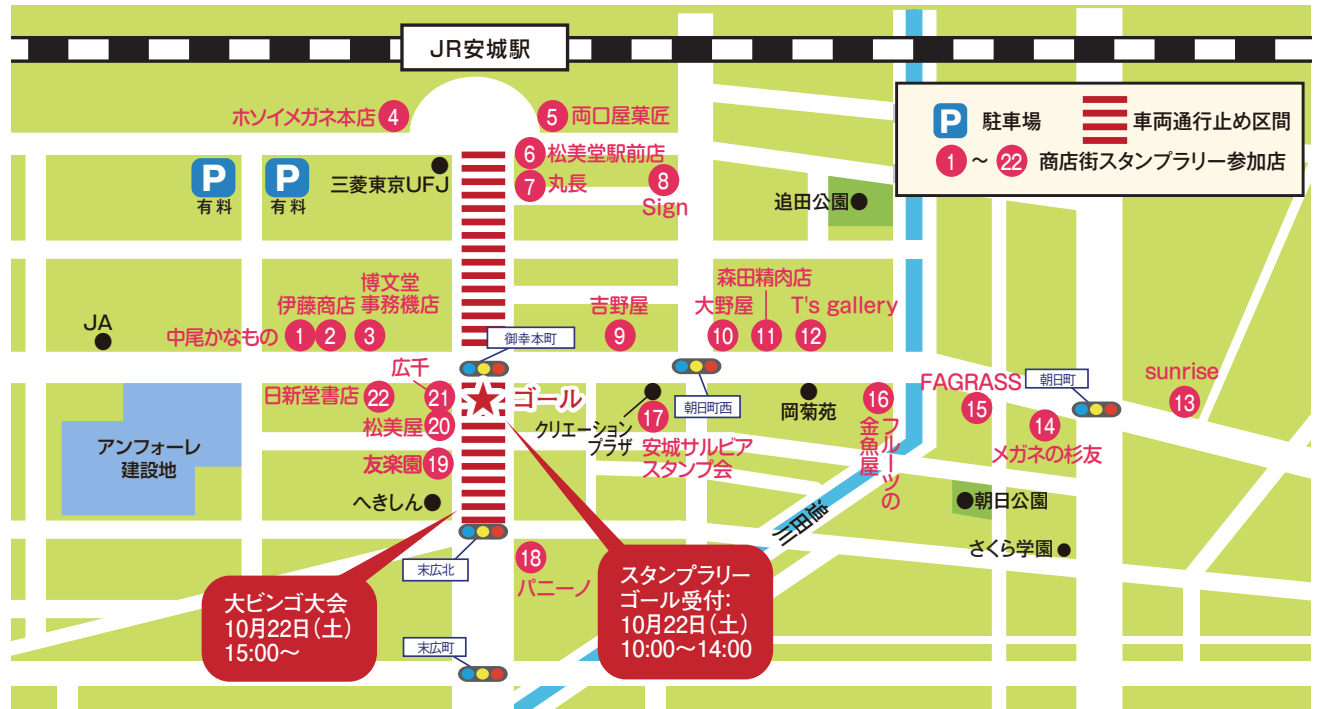 JR安城駅
P 駐車場
車両通行止め区間
1 ～ 22 商店街スタンプラリー参加店
ホソイメガネ本店 4
5 両口屋菓匠
6 松美堂駅前店
7 丸長
8
Sign
三菱東京UFJ
P
有料
P
有料
追田公園
博文堂
事務機店
3
伊藤商店
2
中尾かなもの 1
JA
御幸本町
吉野屋
9
大野屋
10
森田精肉店
11
T's gallery
12
広千
21
日新堂書店 22
松美屋 20
友楽園 19
へきしん
ゴール
クリエーション
プラザ
17
安城サルビア
スタンプ会
朝日町西
岡菊苑
16
フルーツの
金魚屋
FAGRASS
15
朝日町
14
メガネの杉友
sunrise
13
アンフォーレ
建設地
朝日公園
さくら学園
追田川
末広北
18
パニーノ
末広町
大ビンゴ大会
10月22日(土)
15:00～
スタンプラリー
ゴール受付:
10月22日(土)
10:00～14:00